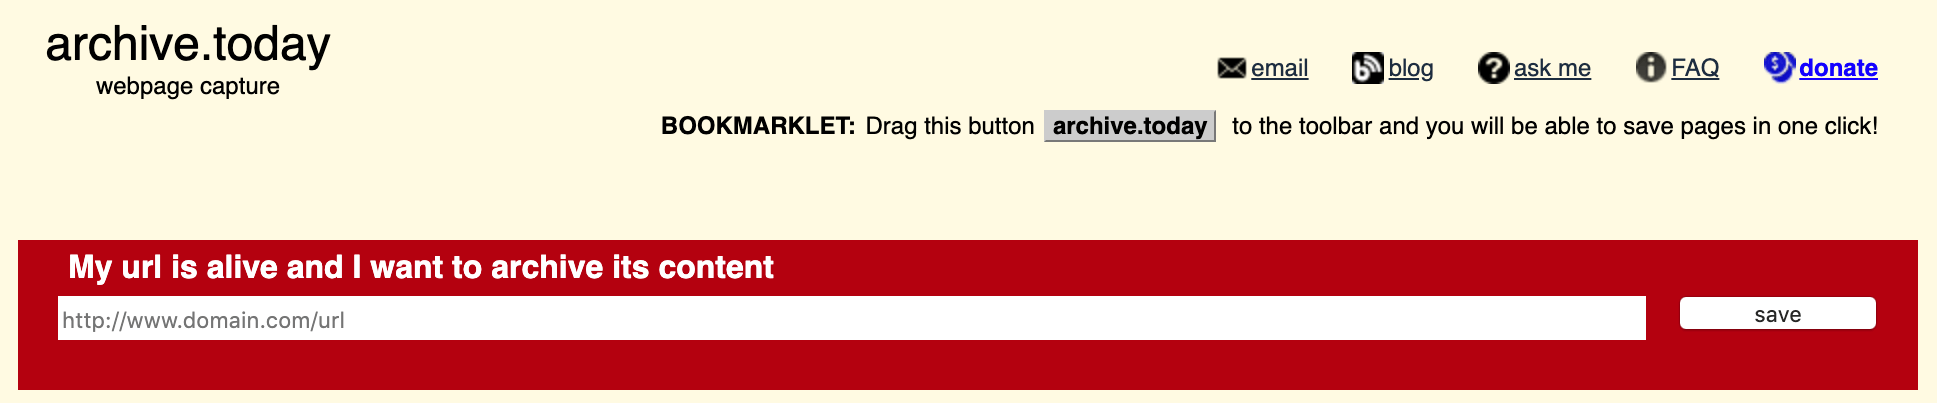 archive.today
webpage capture
email blog ask me FAQ donate
BOOKMARKLET: Drag this button archive.today to the toolbar and you will be able to save pages in one click!
My url is alive and I want to archive its content
http://www.domain.com/url save